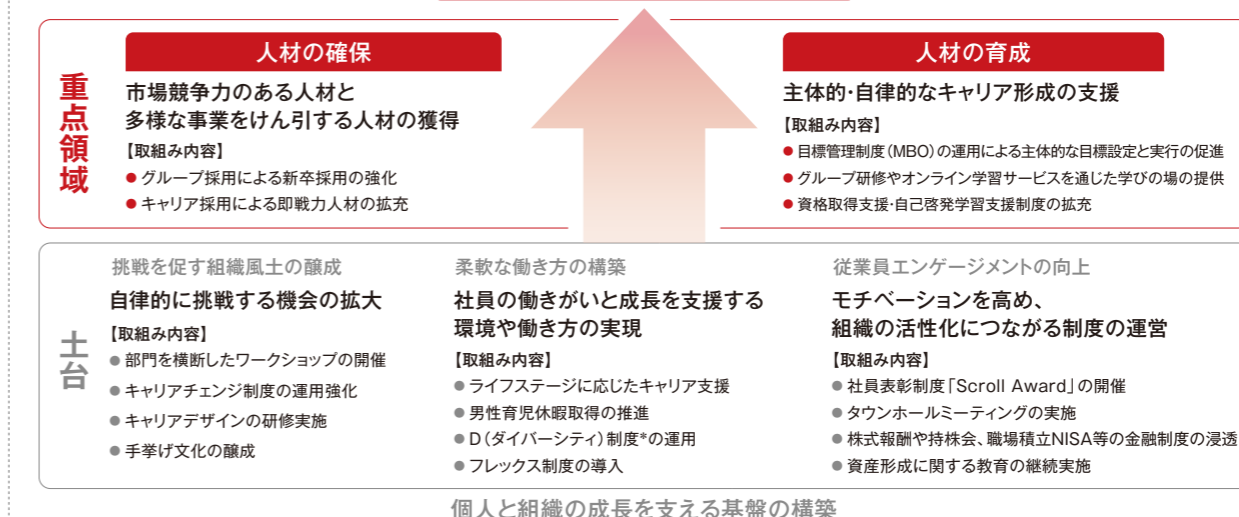 重点領域
人材の確保
市場競争力のある人材と
多様な事業をけん引する人材の獲得
【取組み内容】
● グループ採用による新卒採用の強化
● キャリア採用による即戦力人材の拡充
人材の育成
主体的・自律的なキャリア形成の支援
【取組み内容】
● 目標管理制度(MBO)の運用による主体的な目標設定と実行の促進
● グループ研修やオンライン学習サービスを通じた学びの場の提供
● 資格取得支援・自己啓発学習支援制度の拡充
土台
挑戦を促す組織風土の醸成
自律的に挑戦する機会の拡大
【取組み内容】
● 部門を横断したワークショップの開催
● キャリアチェンジ制度の運用強化
● キャリアデザインの研修実施
● 手挙げ文化の醸成
柔軟な働き方の構築
社員の働きがいと成長を支援する
環境や働き方の実現
【取組み内容】
● ライフステージに応じたキャリア支援
● 男性育児休暇取得の推進
● D(ダイバーシティ)制度*の運用
● フレックス制度の導入
従業員エンゲージメントの向上
モチベーションを高め、
組織の活性化につながる制度の運営
【取組み内容】
● 社員表彰制度「Scroll Award」の開催
● タウンホールミーティングの実施
● 株式報酬や持株会、職場積立NISA等の金融制度の浸透
● 資産形成に関する教育の継続実施
個人と組織の成長を支える基盤の構築